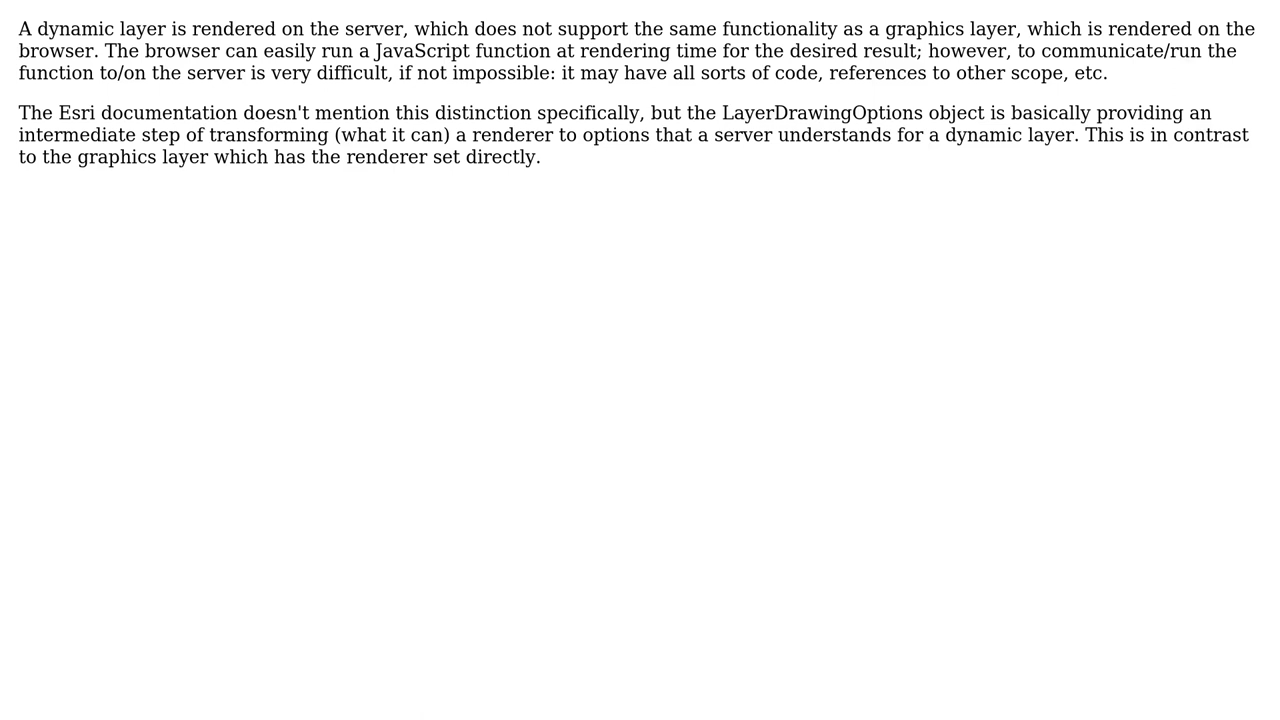 A dynamic layer is rendered on the server, which does not support the same functionality as a graphics layer, which is rendered on the
browser. The browser can easily run a JavaScript function at rendering time for the desired result; however, to communicate/run the
function to/on the server is very difficult, if not impossible: it may have all sorts of code, references to other scope, etc.
The Esri documentation doesn't mention this distinction specifically, but the LayerDrawingOptions object is basically providing an
intermediate step of transforming (what it can) a renderer to options that a server understands for a dynamic layer. This is in contrast
to the graphics layer which has the renderer set directly.